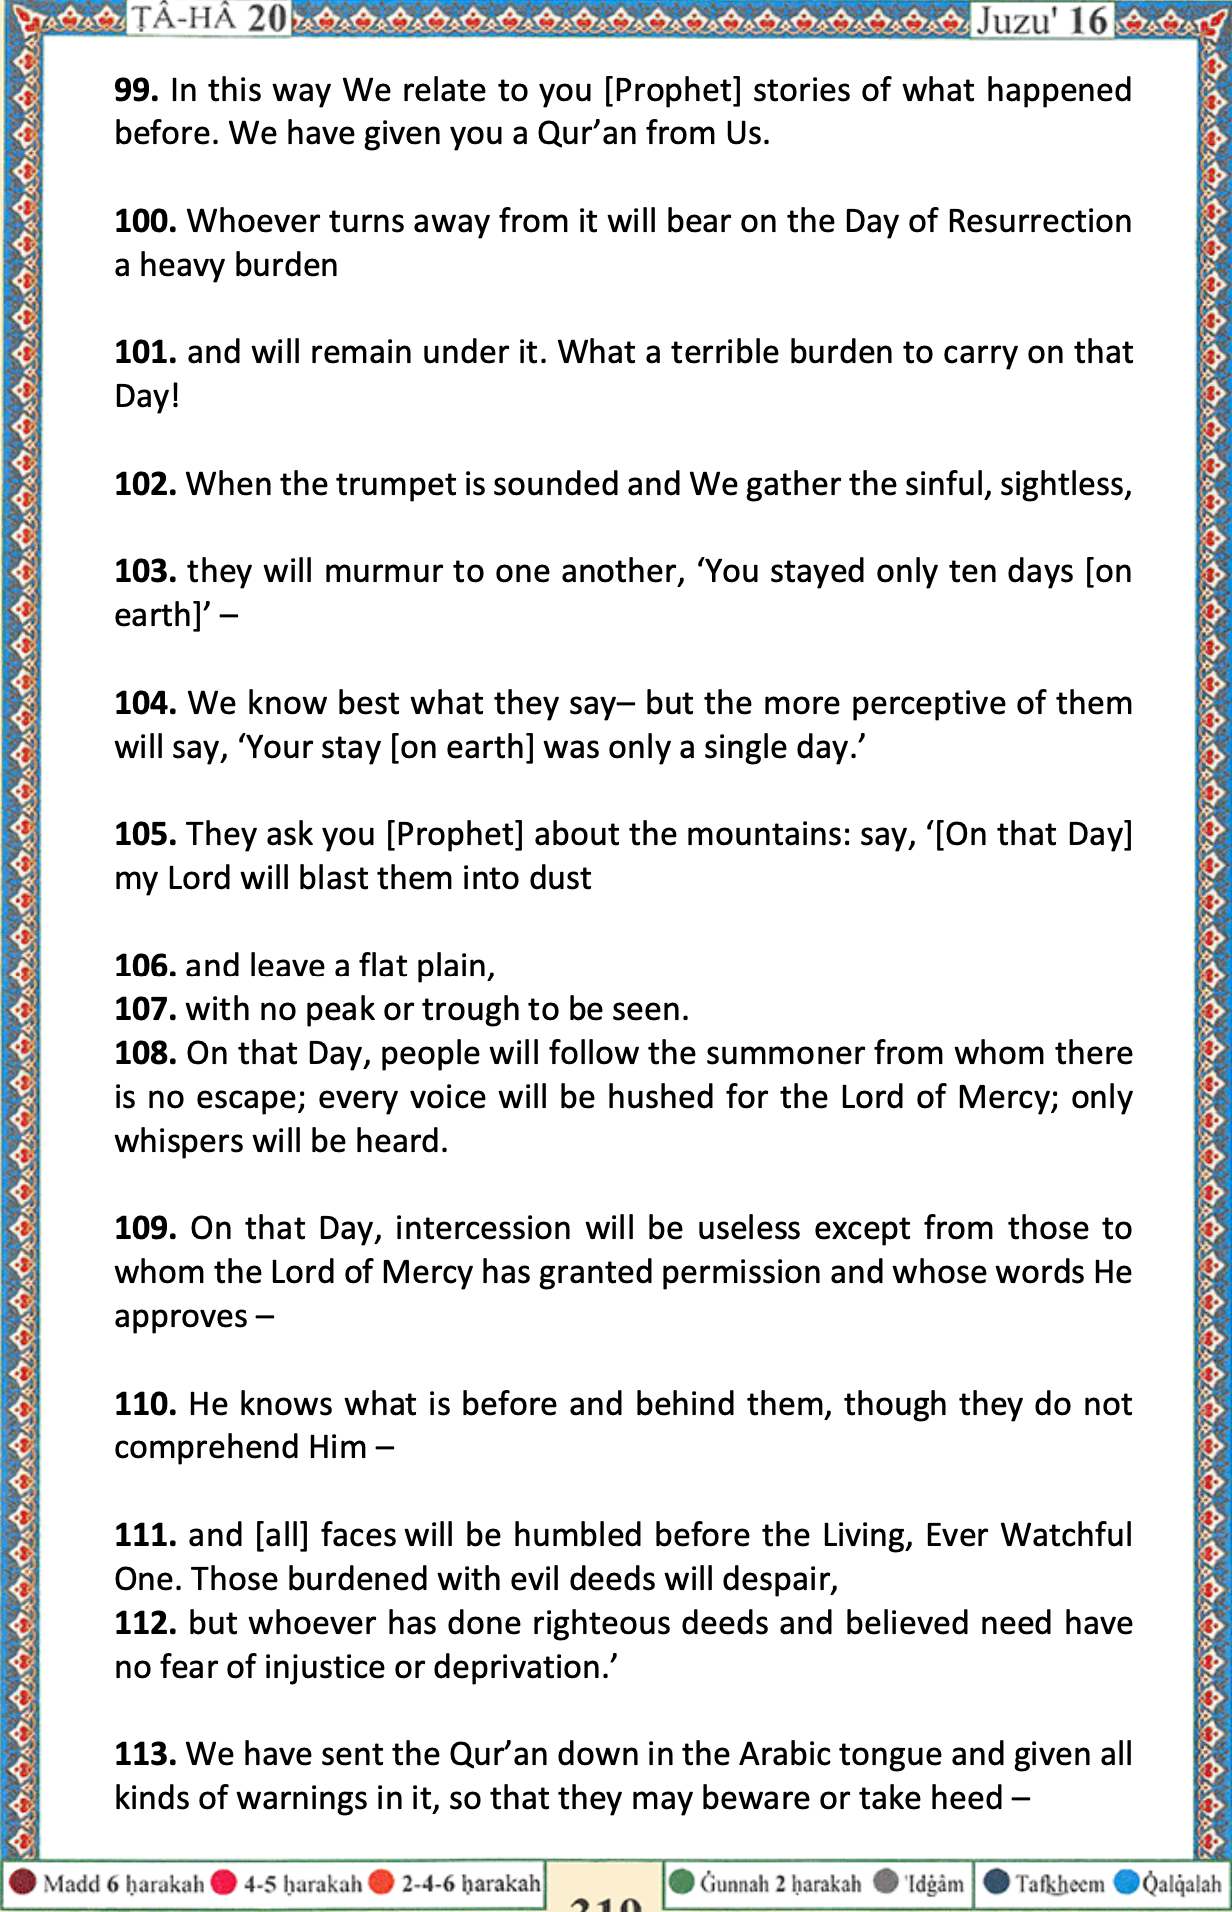 ṬÂ-HÂ 20
Juzu' 16
99. In this way We relate to you [Prophet] stories of what happened
before. We have given you a Qur’an from Us.
100. Whoever turns away from it will bear on the Day of Resurrection
a heavy burden
101. and will remain under it. What a terrible burden to carry on that
Day!
102. When the trumpet is sounded and We gather the sinful, sightless,
103. they will murmur to one another, ‘You stayed only ten days [on
earth]’ –
104. We know best what they say– but the more perceptive of them
will say, ‘Your stay [on earth] was only a single day.’
105. They ask you [Prophet] about the mountains: say, ‘[On that Day]
my Lord will blast them into dust
106. and leave a flat plain,
107. with no peak or trough to be seen.
108. On that Day, people will follow the summoner from whom there
is no escape; every voice will be hushed for the Lord of Mercy; only
whispers will be heard.
109. On that Day, intercession will be useless except from those to
whom the Lord of Mercy has granted permission and whose words He
approves –
110. He knows what is before and behind them, though they do not
comprehend Him –
111. and [all] faces will be humbled before the Living, Ever Watchful
One. Those burdened with evil deeds will despair,
112. but whoever has done righteous deeds and believed need have
no fear of injustice or deprivation.’
113. We have sent the Qur’an down in the Arabic tongue and given all
kinds of warnings in it, so that they may beware or take heed –
Madd 6 ḥarakah 4-5 ḥarakah 2-4-6 ḥarakah
319
Ġunnah 2 ḥarakah 'Idġâm Tafkheem Q̇alq̇alah